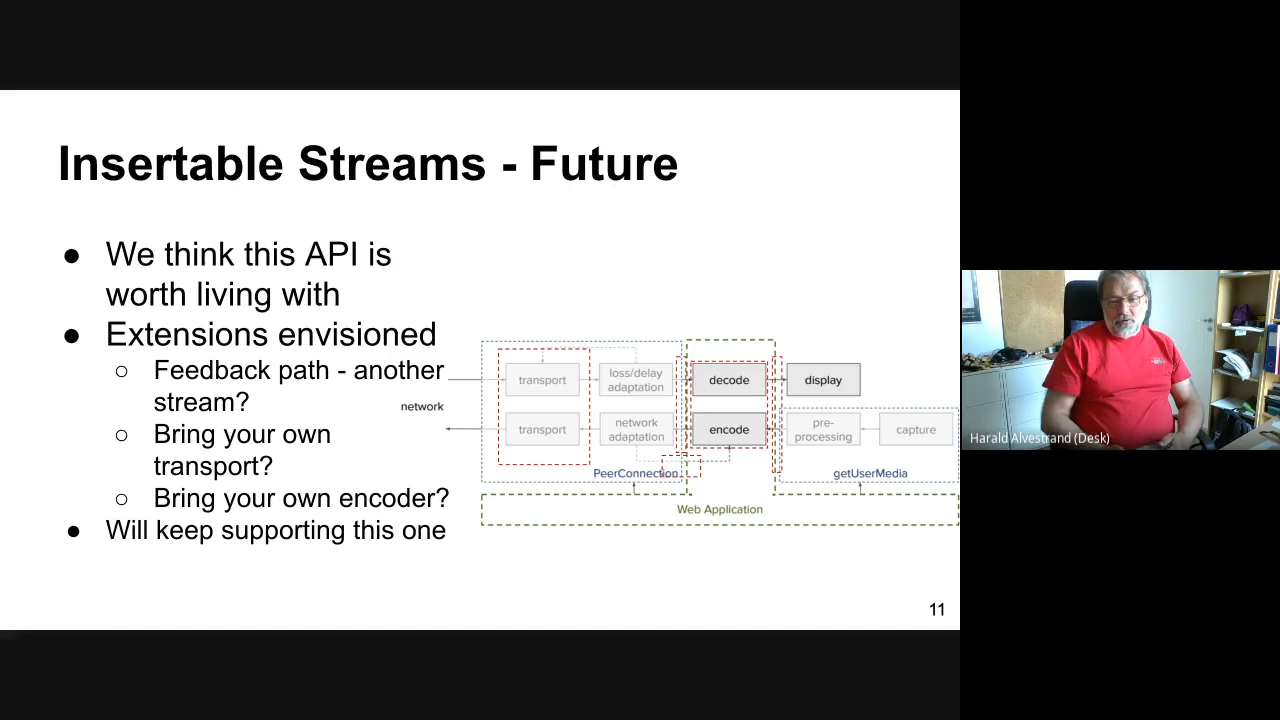 Insertable Streams - Future
● We think this API is
worth living with
● Extensions envisioned
○ Feedback path - another
stream?
○ Bring your own
transport?
○ Bring your own encoder?
● Will keep supporting this one
network
transport
loss/delay
adaptation
decode
display
transport
network
adaptation
encode
pre-
processing
capture
PeerConnection
getUserMedia
Web Application
11
Harald Alvestrand (Desk)